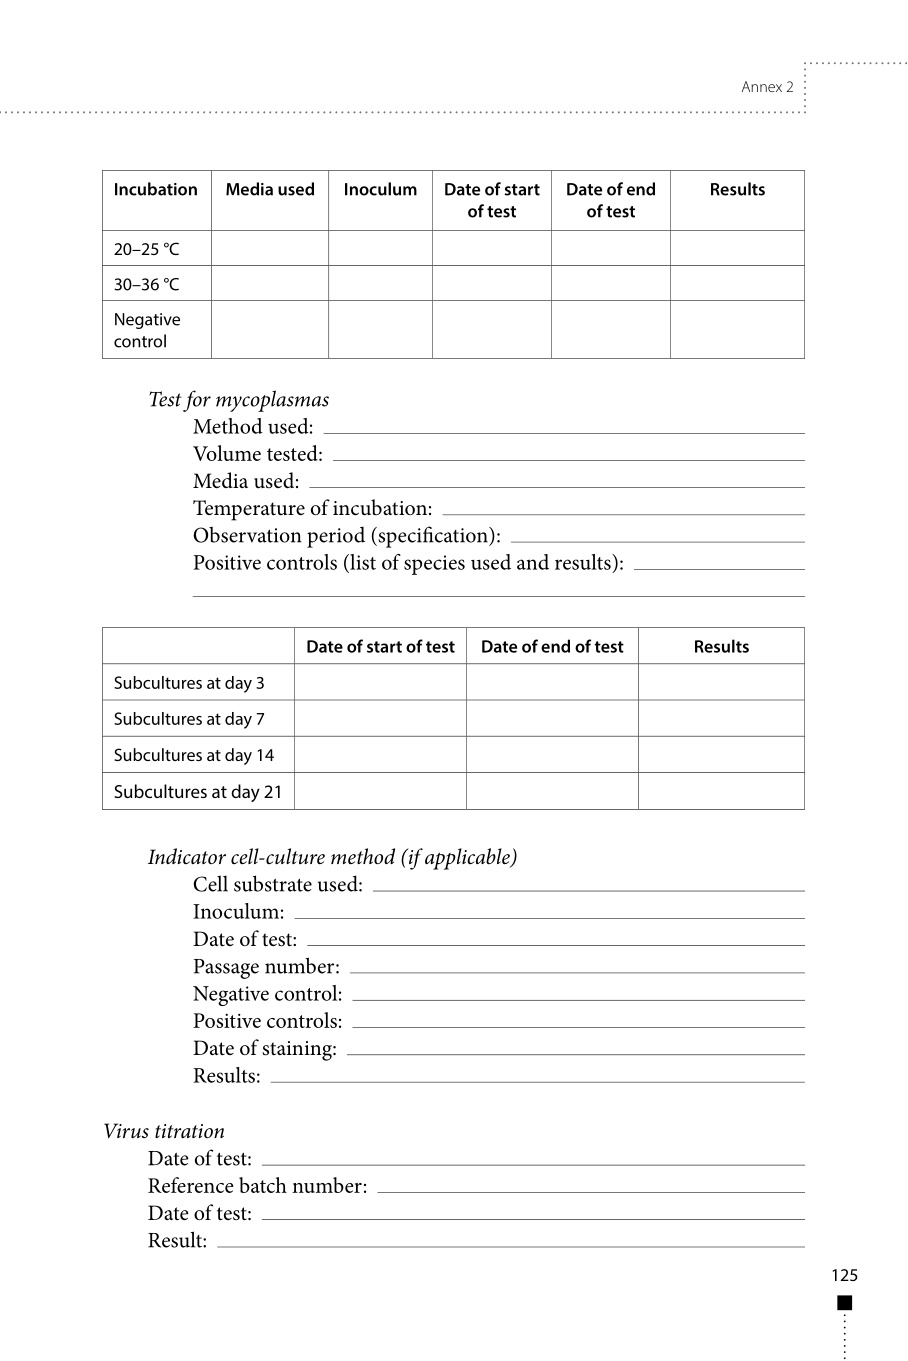 Annex 2
Incubation Media used Inoculum Date of start of test Date of end of test Results
20–25 °C
30–36 °C
Negative control
Test for mycoplasmas
Method used:
Volume tested:
Media used:
Temperature of incubation:
Observation period (specification):
Positive controls (list of species used and results):
Date of start of test Date of end of test Results
Subcultures at day 3
Subcultures at day 7
Subcultures at day 14
Subcultures at day 21
Indicator cell-culture method (if applicable)
Cell substrate used:
Inoculum:
Date of test:
Passage number:
Negative control:
Positive controls:
Date of staining:
Results:
Virus titration
Date of test:
Reference batch number:
Date of test:
Result:
125